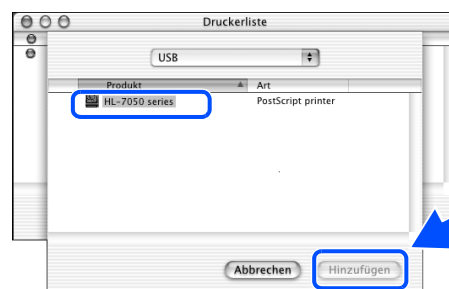 Druckerliste
USB
Produkt Art
HL-7050 series PostScript printer
Abbrechen Hinzufügen